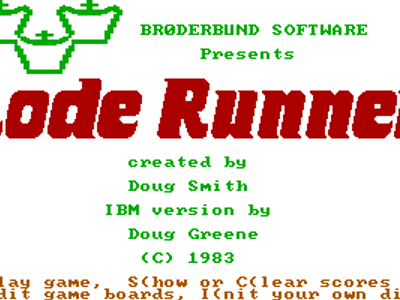 BRØDERBUND SOFTWARE
Presents
Lode Runner
created by
Doug Smith
IBM version by
Doug Greene
(C) 1983
lay game, S(how or C(lear scores
dit game boards, I(nit your own di